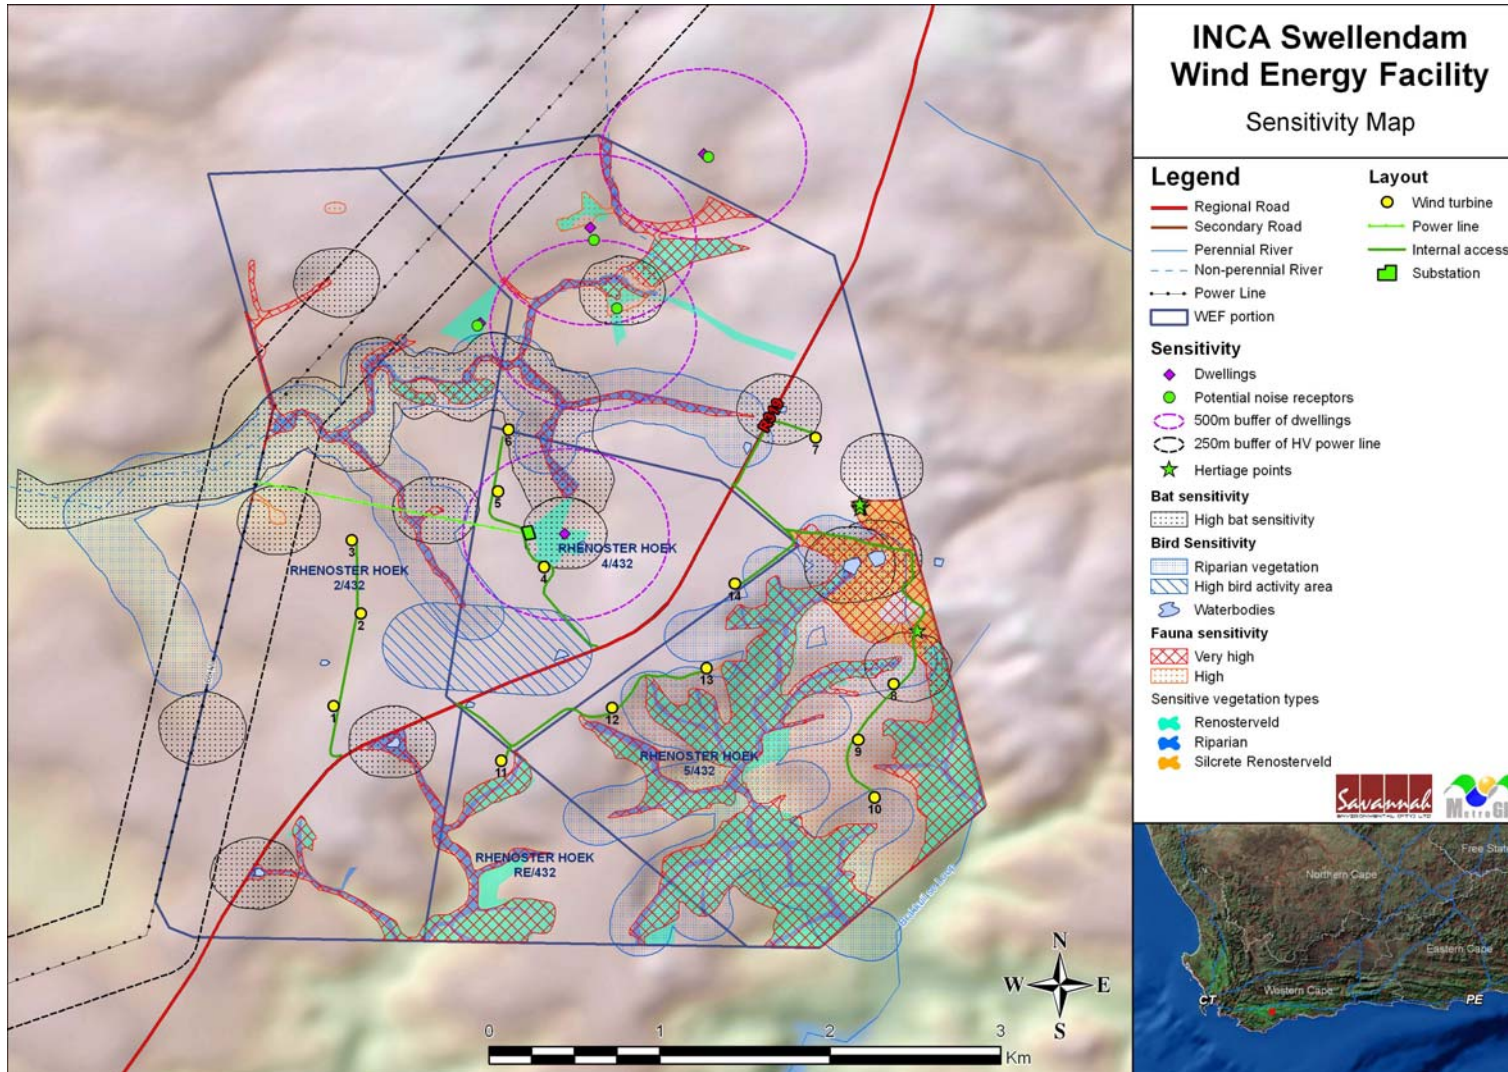 INCA Swellendam
Wind Energy Facility
Sensitivity Map
Legend
Regional Road
Secondary Road
Perennial River
Non-perennial River
Power Line
WEF portion
Layout
Wind turbine
Power line
Internal access
Substation
Sensitivity
Dwellings
Potential noise receptors
500m buffer of dwellings
250m buffer of HV power line
Hertiage points
Bat sensitivity
High bat sensitivity
Bird Sensitivity
Riparian vegetation
High bird activity area
Waterbodies
Fauna sensitivity
Very high
High
Sensitive vegetation types
Renosterveld
Riparian
Silcrete Renosterveld
Savannah
ENVIRONMENTAL (PTY) LTD
MetroGI
Free State
Northern Cape
Eastern Cape
Western Cape
CT
PE
6
7
5
3
RHENOSTER HOEK
2/432
RHENOSTER HOEK
4/432
4
14
2
13
8
1
12
9
11
RHENOSTER HOEK
5/432
10
RHENOSTER HOEK
RE/432
N
W
E
S
0
1
2
3
Km